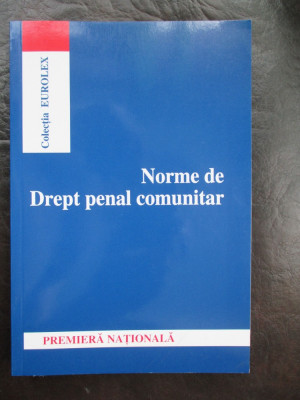 Colecția EUROLEX
Norme de
Drept penal comunitar
PREMIERĂ NAȚIONALĂ